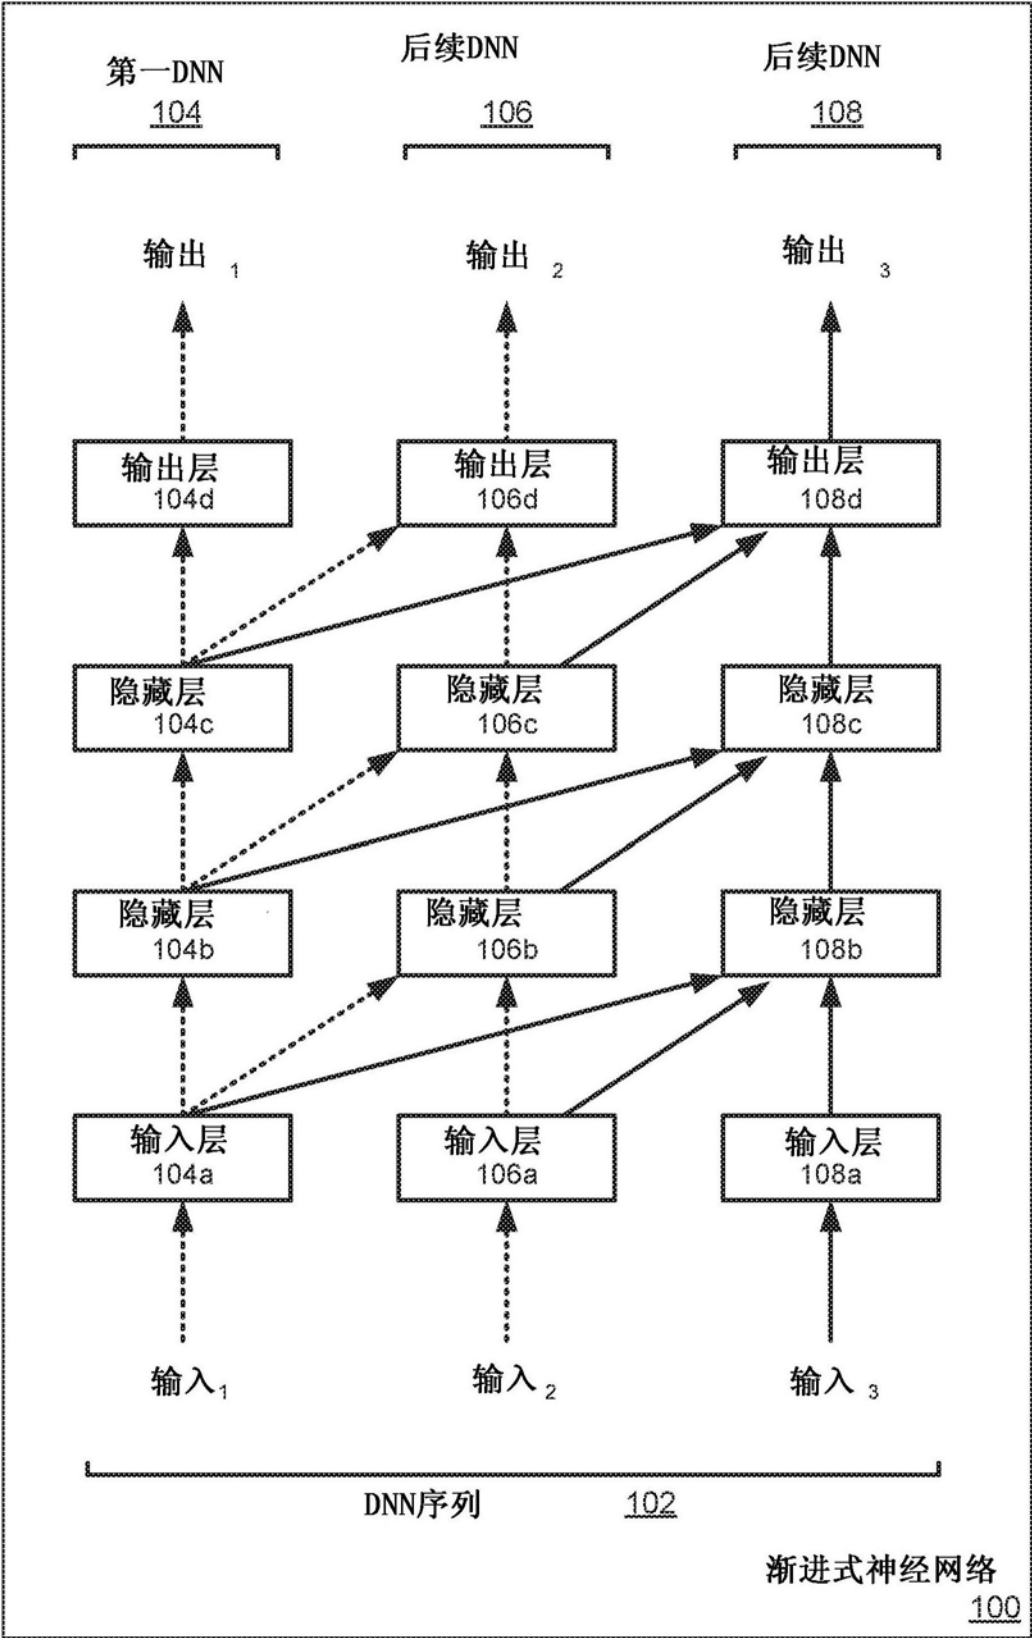 第一DNN
后续DNN
后续DNN
104
106
108
输出 1
输出 2
输出 3
输出层
104d
输出层
106d
输出层
108d
隐藏层
104c
隐藏层
106c
隐藏层
108c
隐藏层
104b
隐藏层
106b
隐藏层
108b
输入层
104a
输入层
106a
输入层
108a
输入1
输入 2
输入 3
DNN序列 102
渐进式神经网络
100